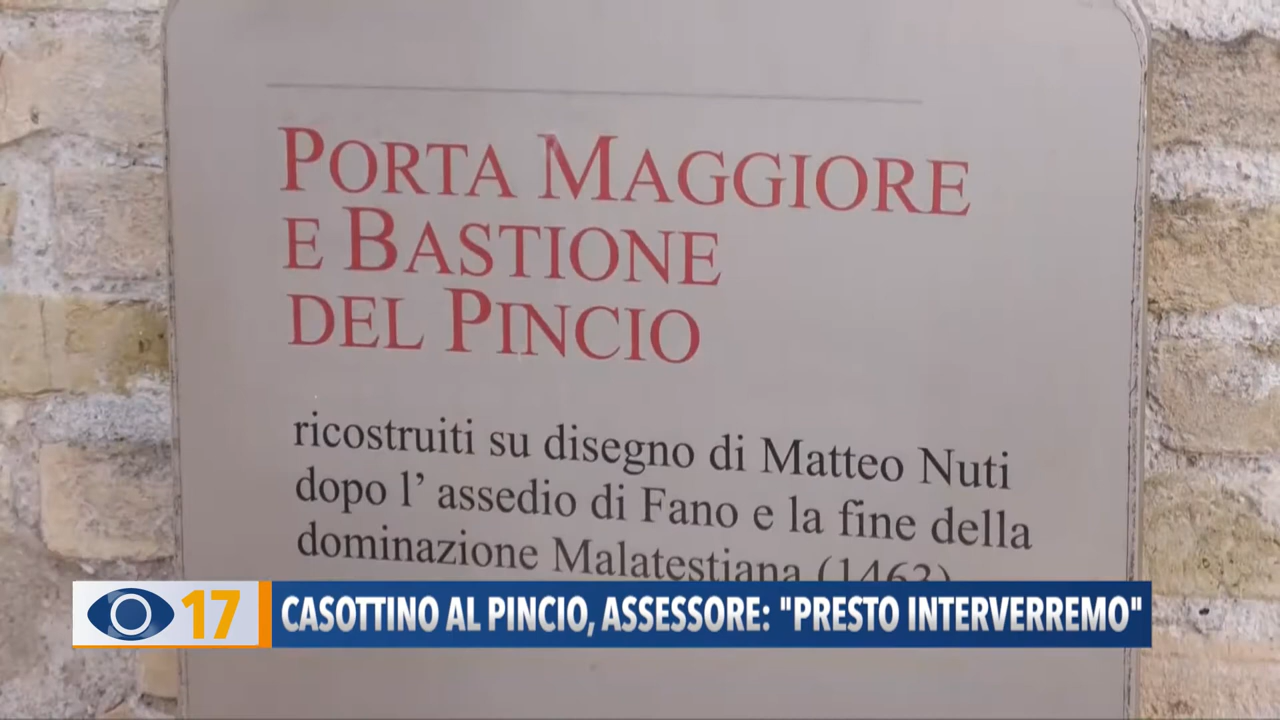 PORTA MAGGIORE
E BASTIONE
DEL PINCIO
ricostruiti su disegno di Matteo Nuti
dopo l' assedio di Fano e la fine della
dominazione Malatestiana (1463)
17 CASOTTINO AL PINCIO, ASSESSORE: "PRESTO INTERVERREMO"